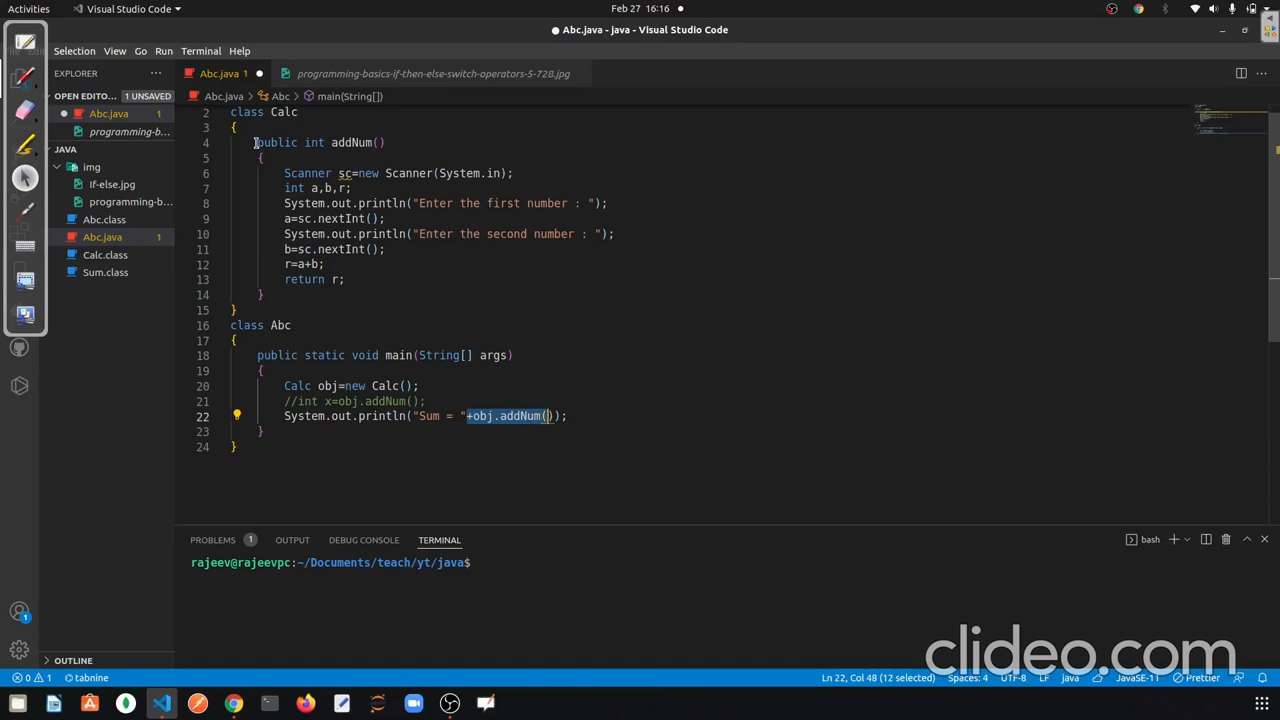 Activities
Visual Studio Code
Feb 27 16:16
Abc.java - java - Visual Studio Code
Selection View Go Run Terminal Help
EXPLORER
Abc.java 1
programming-basics-if-then-else-switch-operators-5-728.jpg
OPEN EDITO... 1 UNSAVED
Abc.java > Abc > main(String[])
Abc.java 1
programming-b...
JAVA
img
If-else.jpg
programming-b...
Abc.class
Abc.java 1
Calc.class
Sum.class
2 class Calc
3 {
4 public int addNum()
5 {
6 Scanner sc=new Scanner(System.in);
7 int a,b,r;
8 System.out.println("Enter the first number : ");
9 a=sc.nextInt();
10 System.out.println("Enter the second number : ");
11 b=sc.nextInt();
12 r=a+b;
13 return r;
14 }
15 }
16 class Abc
17 {
18 public static void main(String[] args)
19 {
20 Calc obj=new Calc();
21 //int x=obj.addNum();
22 System.out.println("Sum = "+obj.addNum());
23 }
24 }
PROBLEMS 1 OUTPUT DEBUG CONSOLE TERMINAL
bash
rajeev@rajeevpc:~/Documents/teach/yt/java$
1
OUTLINE
clideo.com
0 1 tabnine
Ln 22, Col 48 (12 selected) Spaces: 4 UTF-8 LF java JavaSE-11 Prettier